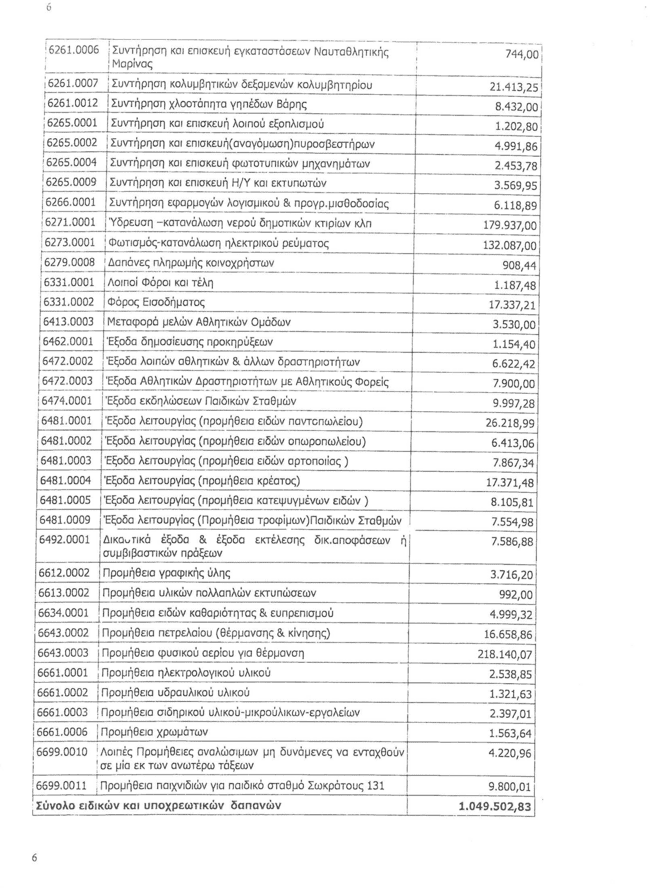 6
6261.0006 Συντήρηση και επισκευή εγκαταστάσεων Ναυταθλητικής 744,00
Μαρίνας
6261.0007 Συντήρηση κολυμβητικών δεξαμενών κολυμβητηρίου 21.413,25
6261.0012 Συντήρηση χλοοτάπητα γηπέδων Βάρης 8.432,00
6265.0001 Συντήρηση και επισκευή λοιπού εξοπλισμού 1.202,80
6265.0002 Συντήρηση και επισκευή(αναγόμωση)πυροσβεστήρων 4.991,86
6265.0004 Συντήρηση και επισκευή φωτοτυπικών μηχανημάτων 2.453,78
6265.0009 Συντήρηση και επισκευή Η/Υ και εκτυπωτών 3.569,95
6266.0001 Συντήρηση εφαρμογών λογισμικού & προγρ.μισθοδοσίας 6.118,89
6271.0001 Ύδρευση –κατανάλωση νερού δημοτικών κτιρίων κλπ 179.937,00
6273.0001 Φωτισμός-κατανάλωση ηλεκτρικού ρεύματος 132.087,00
6279.0008 Δαπάνες πληρωμής κοινοχρήστων 908,44
6331.0001 Λοιποί Φόροι και τέλη 1.187,48
6331.0002 Φόρος Εισοδήματος 17.337,21
6413.0003 Μεταφορά μελών Αθλητικών Ομάδων 3.530,00
6462.0001 Έξοδα δημοσίευσης προκηρύξεων 1.154,40
6472.0002 Έξοδα λοιπών αθλητικών & άλλων δραστηριοτήτων 6.622,42
6472.0003 Έξοδα Αθλητικών Δραστηριοτήτων με Αθλητικούς Φορείς 7.900,00
6474.0001 Έξοδα εκδηλώσεων Παιδικών Σταθμών 9.997,28
6481.0001 Έξοδα λειτουργίας (προμήθεια ειδών παντοπωλείου) 26.218,99
6481.0002 Έξοδα λειτουργίας (προμήθεια ειδών οπωροπωλείου) 6.413,06
6481.0003 Έξοδα λειτουργίας (προμήθεια ειδών αρτοποιίας ) 7.867,34
6481.0004 Έξοδα λειτουργίας (προμήθεια κρέατος) 17.371,48
6481.0005 Έξοδα λειτουργίας (προμήθεια κατεψυγμένων ειδών ) 8.105,81
6481.0009 Έξοδα λειτουργίας (Προμήθεια τροφίμων)Παιδικών Σταθμών 7.554,98
6492.0001 Δικαστικά έξοδα & έξοδα εκτέλεσης δικ.αποφάσεων ή 7.586,88
συμβιβαστικών πράξεων
6612.0002 Προμήθεια γραφικής ύλης 3.716,20
6613.0002 Προμήθεια υλικών πολλαπλών εκτυπώσεων 992,00
6634.0001 Προμήθεια ειδών καθαριότητας & ευπρεπισμού 4.999,32
6643.0002 Προμήθεια πετρελαίου (θέρμανσης & κίνησης) 16.658,86
6643.0003 Προμήθεια φυσικού αερίου για θέρμανση 218.140,07
6661.0001 Προμήθεια ηλεκτρολογικού υλικού 2.538,85
6661.0002 Προμήθεια υδραυλικού υλικού 1.321,63
6661.0003 Προμήθεια σιδηρικού υλικού-μικροϋλικων-εργαλείων 2.397,01
6661.0006 Προμήθεια χρωμάτων 1.563,64
6699.0010 Λοιπές Προμήθειες αναλώσιμων μη δυνάμενες να ενταχθούν 4.220,96
σε μία εκ των ανωτέρω τάξεων
6699.0011 Προμήθεια παιχνιδιών για παιδικό σταθμό Σωκράτους 131 9.800,01
Σύνολο ειδικών και υποχρεωτικών δαπανών 1.049.502,83
6